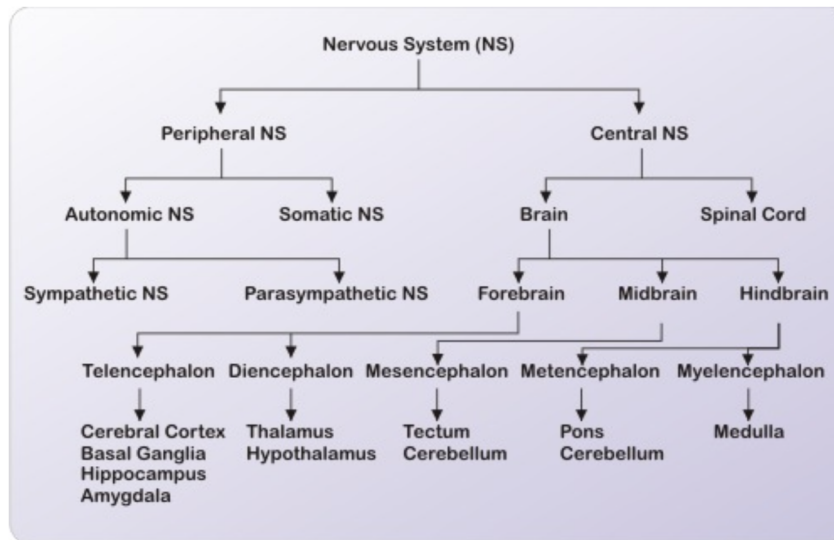 Nervous System (NS)
Peripheral NS Central NS
Autonomic NS Somatic NS Brain Spinal Cord
Sympathetic NS Parasympathetic NS Forebrain Midbrain Hindbrain
Telencephalon Diencephalon Mesencephalon Metencephalon Myelencephalon
Cerebral Cortex Thalamus Tectum Pons Medulla
Basal Ganglia Hypothalamus Cerebellum Cerebellum
Hippocampus
Amygdala